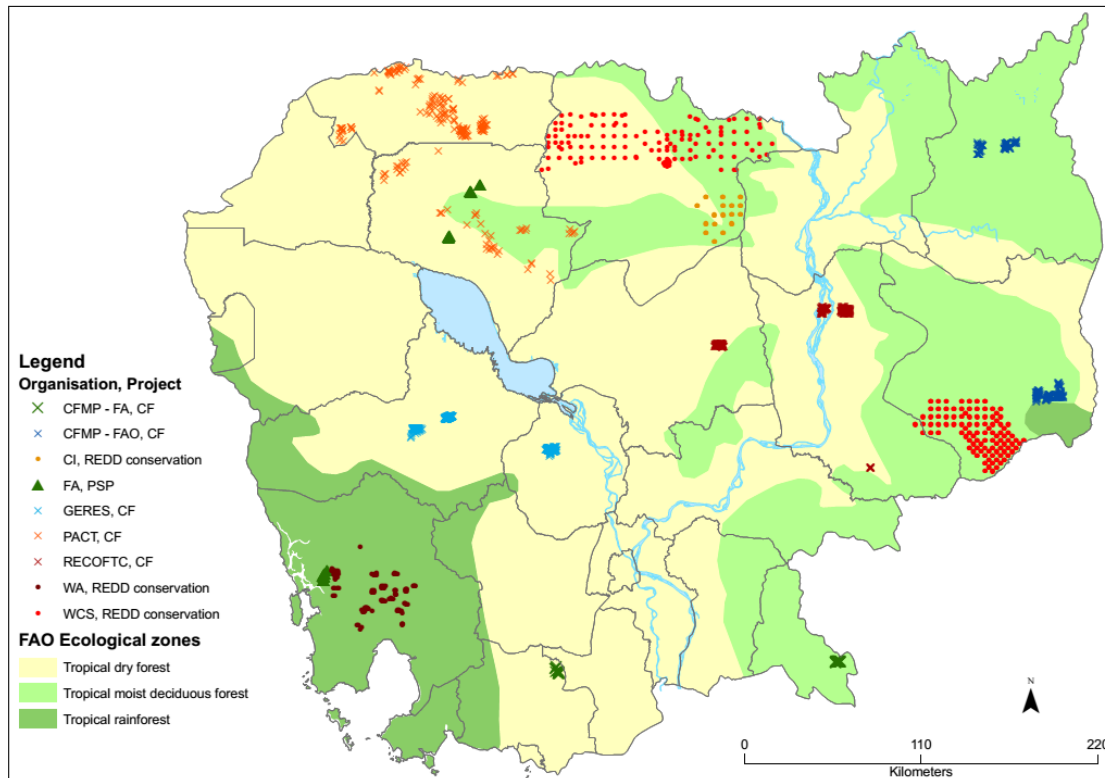 Legend
Organisation, Project
CFMP - FA, CF
CFMP - FAO, CF
CI, REDD conservation
FA, PSP
GERES, CF
PACT, CF
RECOFTC, CF
WA, REDD conservation
WCS, REDD conservation
FAO Ecological zones
Tropical dry forest
Tropical moist deciduous forest
Tropical rainforest
N
0 110 220
Kilometers